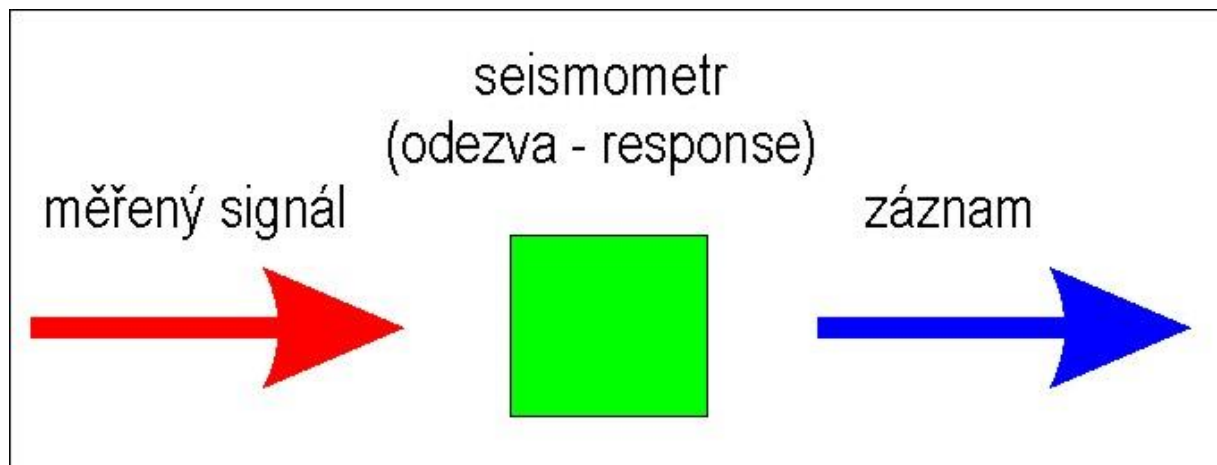 seismometr
(odezva - response)
měřený signál
záznam